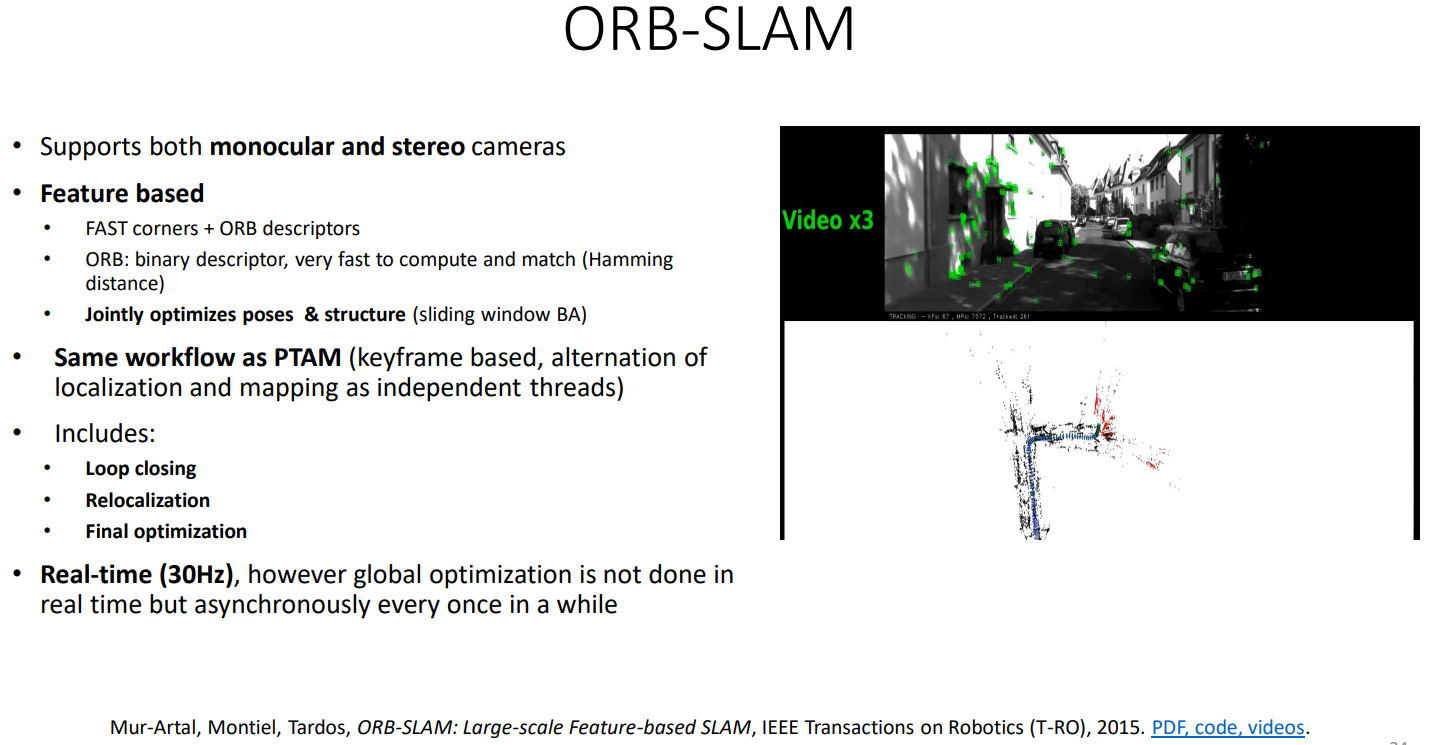 ORB-SLAM
• Supports both monocular and stereo cameras
• Feature based
• FAST corners + ORB descriptors
• ORB: binary descriptor, very fast to compute and match (Hamming
distance)
• Jointly optimizes poses & structure (sliding window BA)
• Same workflow as PTAM (keyframe based, alternation of
localization and mapping as independent threads)
• Includes:
• Loop closing
• Relocalization
• Final optimization
• Real-time (30Hz), however global optimization is not done in
real time but asynchronously every once in a while
Video x3
TRACKING - KFs: 67 , MPs: 7072 , Tracked: 261
Mur-Artal, Montiel, Tardos, ORB-SLAM: Large-scale Feature-based SLAM, IEEE Transactions on Robotics (T-RO), 2015. PDF, code, videos.